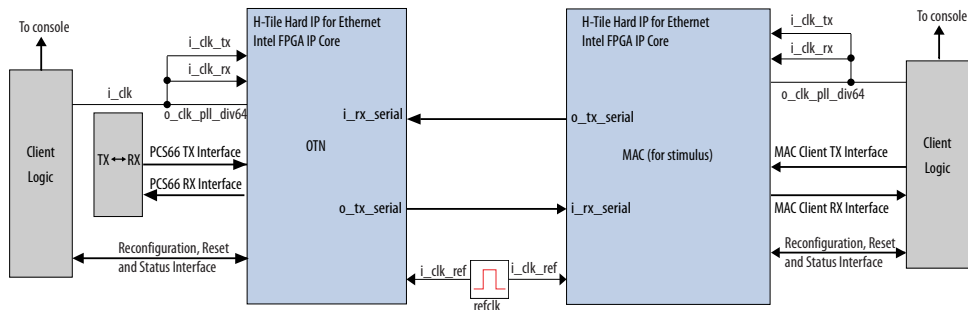 To console
i_clk
Client
Logic
TX
RX
i_clk_tx
i_clk_rx
o_clk_pll_div64
PCS66 TX Interface
PCS66 RX Interface
Reconfiguration, Reset
and Status Interface
H-Tile Hard IP for Ethernet
Intel FPGA IP Core
i_rx_serial
OTN
o_tx_serial
i_clk_ref
i_clk_ref
refclk
H-Tile Hard IP for Ethernet
Intel FPGA IP Core
o_tx_serial
MAC (for stimulus)
i_rx_serial
i_clk_tx
i_clk_rx
o_clk_pll_div64
MAC Client TX Interface
MAC Client RX Interface
Reconfiguration, Reset
and Status Interface
To console
Client
Logic